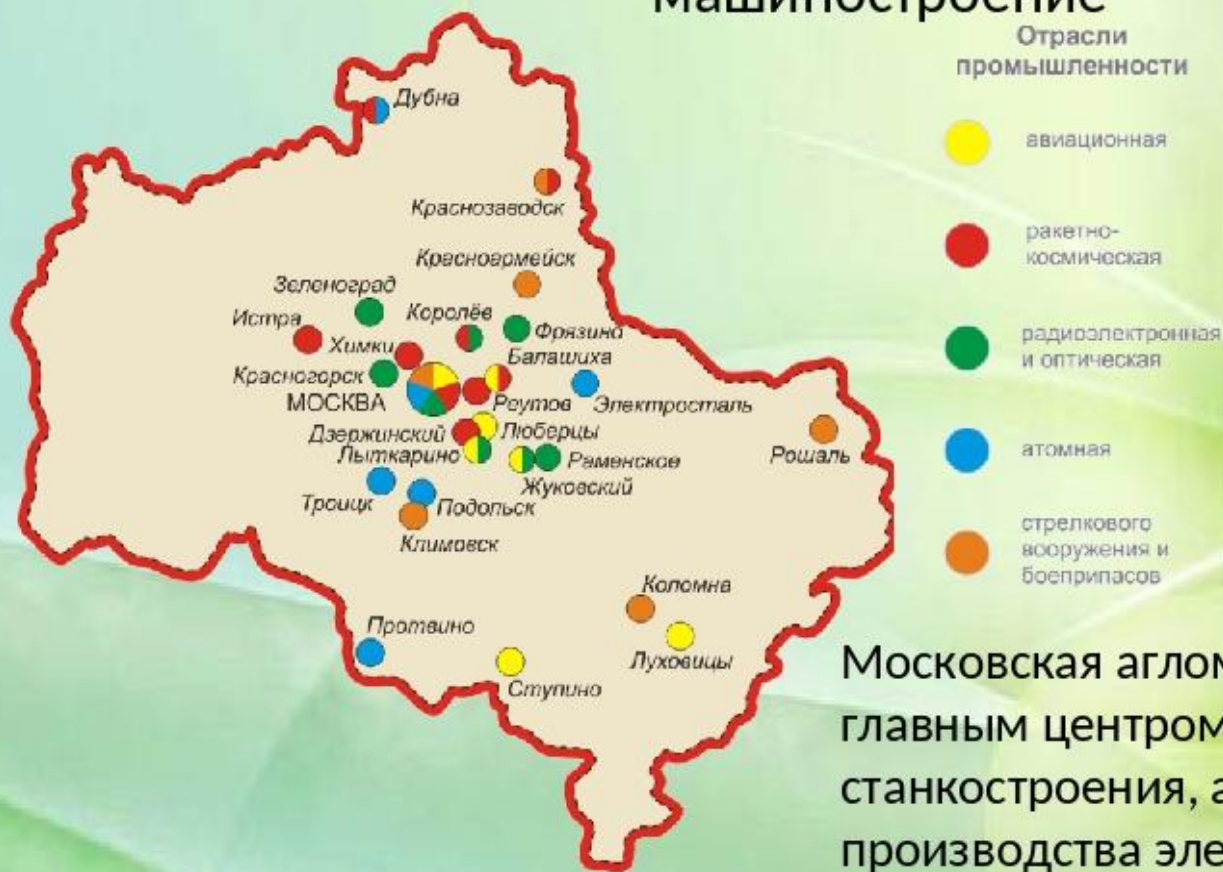 Машиностроение
Отрасли
промышленности
авиационная
ракетно-
космическая
радиоэлектронная
и оптическая
атомная
стрелкового
вооружения и
боеприпасов
Дубна
Краснозаводск
Красноармейск
Зеленоград
Истра
Королёв
Фрязино
Химки
Балашиха
Красногорск
МОСКВА
Реутов
Электросталь
Дзержинский
Люберцы
Лыткарино
Раменское
Рошаль
Жуковский
Троицк
Подольск
Климовск
Коломна
Протвино
Луховицы
Ступино
Московская аглом
главным центром
станкостроения, а
производства эле